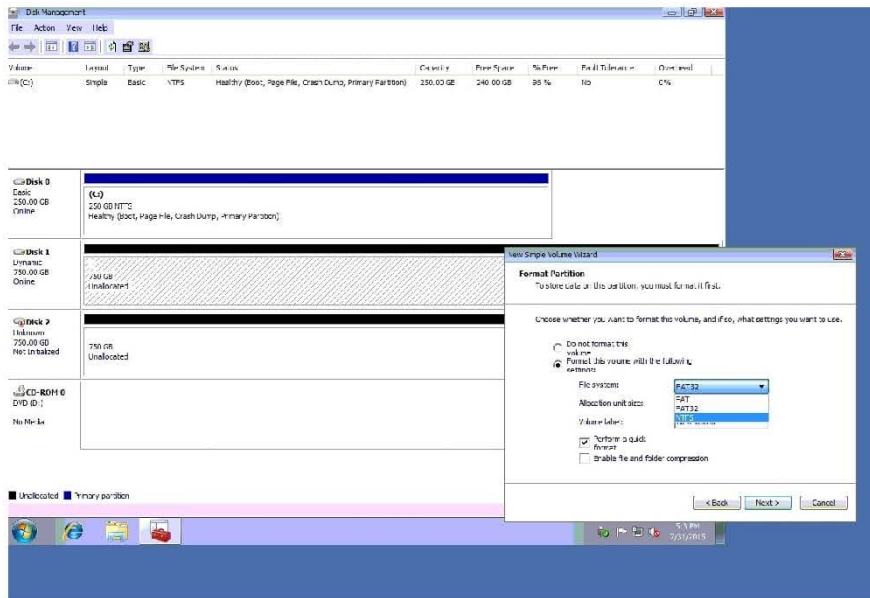 Disk Management
File Action View Help
Volume Layout Type File System Status Capacity Free Space % Free Fault Tolerance Overhead
(C:) Simple Basic NTFS Healthy (Boot, Page File, Crash Dump, Primary Partition) 250.00 GB 240.00 GB 96 % No 0%
Disk 0
Basic
250.00 GB
Online
(C:)
250 GB NTFS
Healthy (Boot, Page File, Crash Dump, Primary Partition)
Disk 1
Dynamic
750.00 GB
Online
750 GB
Unallocated
Disk 2
Unknown
750.00 GB
Not Initialized
750 GB
Unallocated
CD-ROM 0
DVD (D:)
No Media
Unallocated Primary partition
New Simple Volume Wizard
Format Partition
To store data on this partition, you must format it first.
Choose whether you want to format this volume, and if so, what settings you want to use.
Do not format this
volume
Format this volume with the following
settings:
File system: FAT32
FAT
FAT32
NTFS
Allocation unit size:
Volume label:
Perform a quick
format
Enable file and folder compression
< Back Next > Cancel
PM
7/31/2015